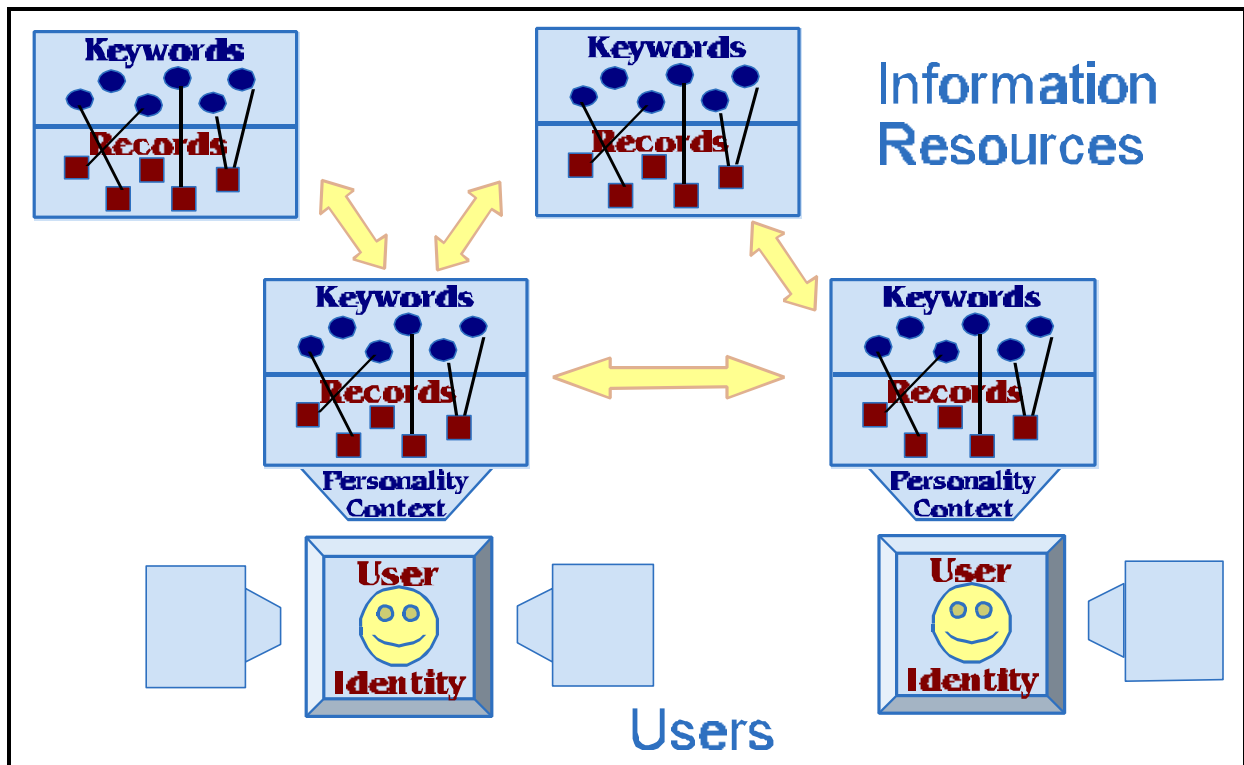 Keywords
Records
Keywords
Records
Information
Resources
Keywords
Records
Personality
Context
Keywords
Records
Personality
Context
User
Identity
User
Identity
Users